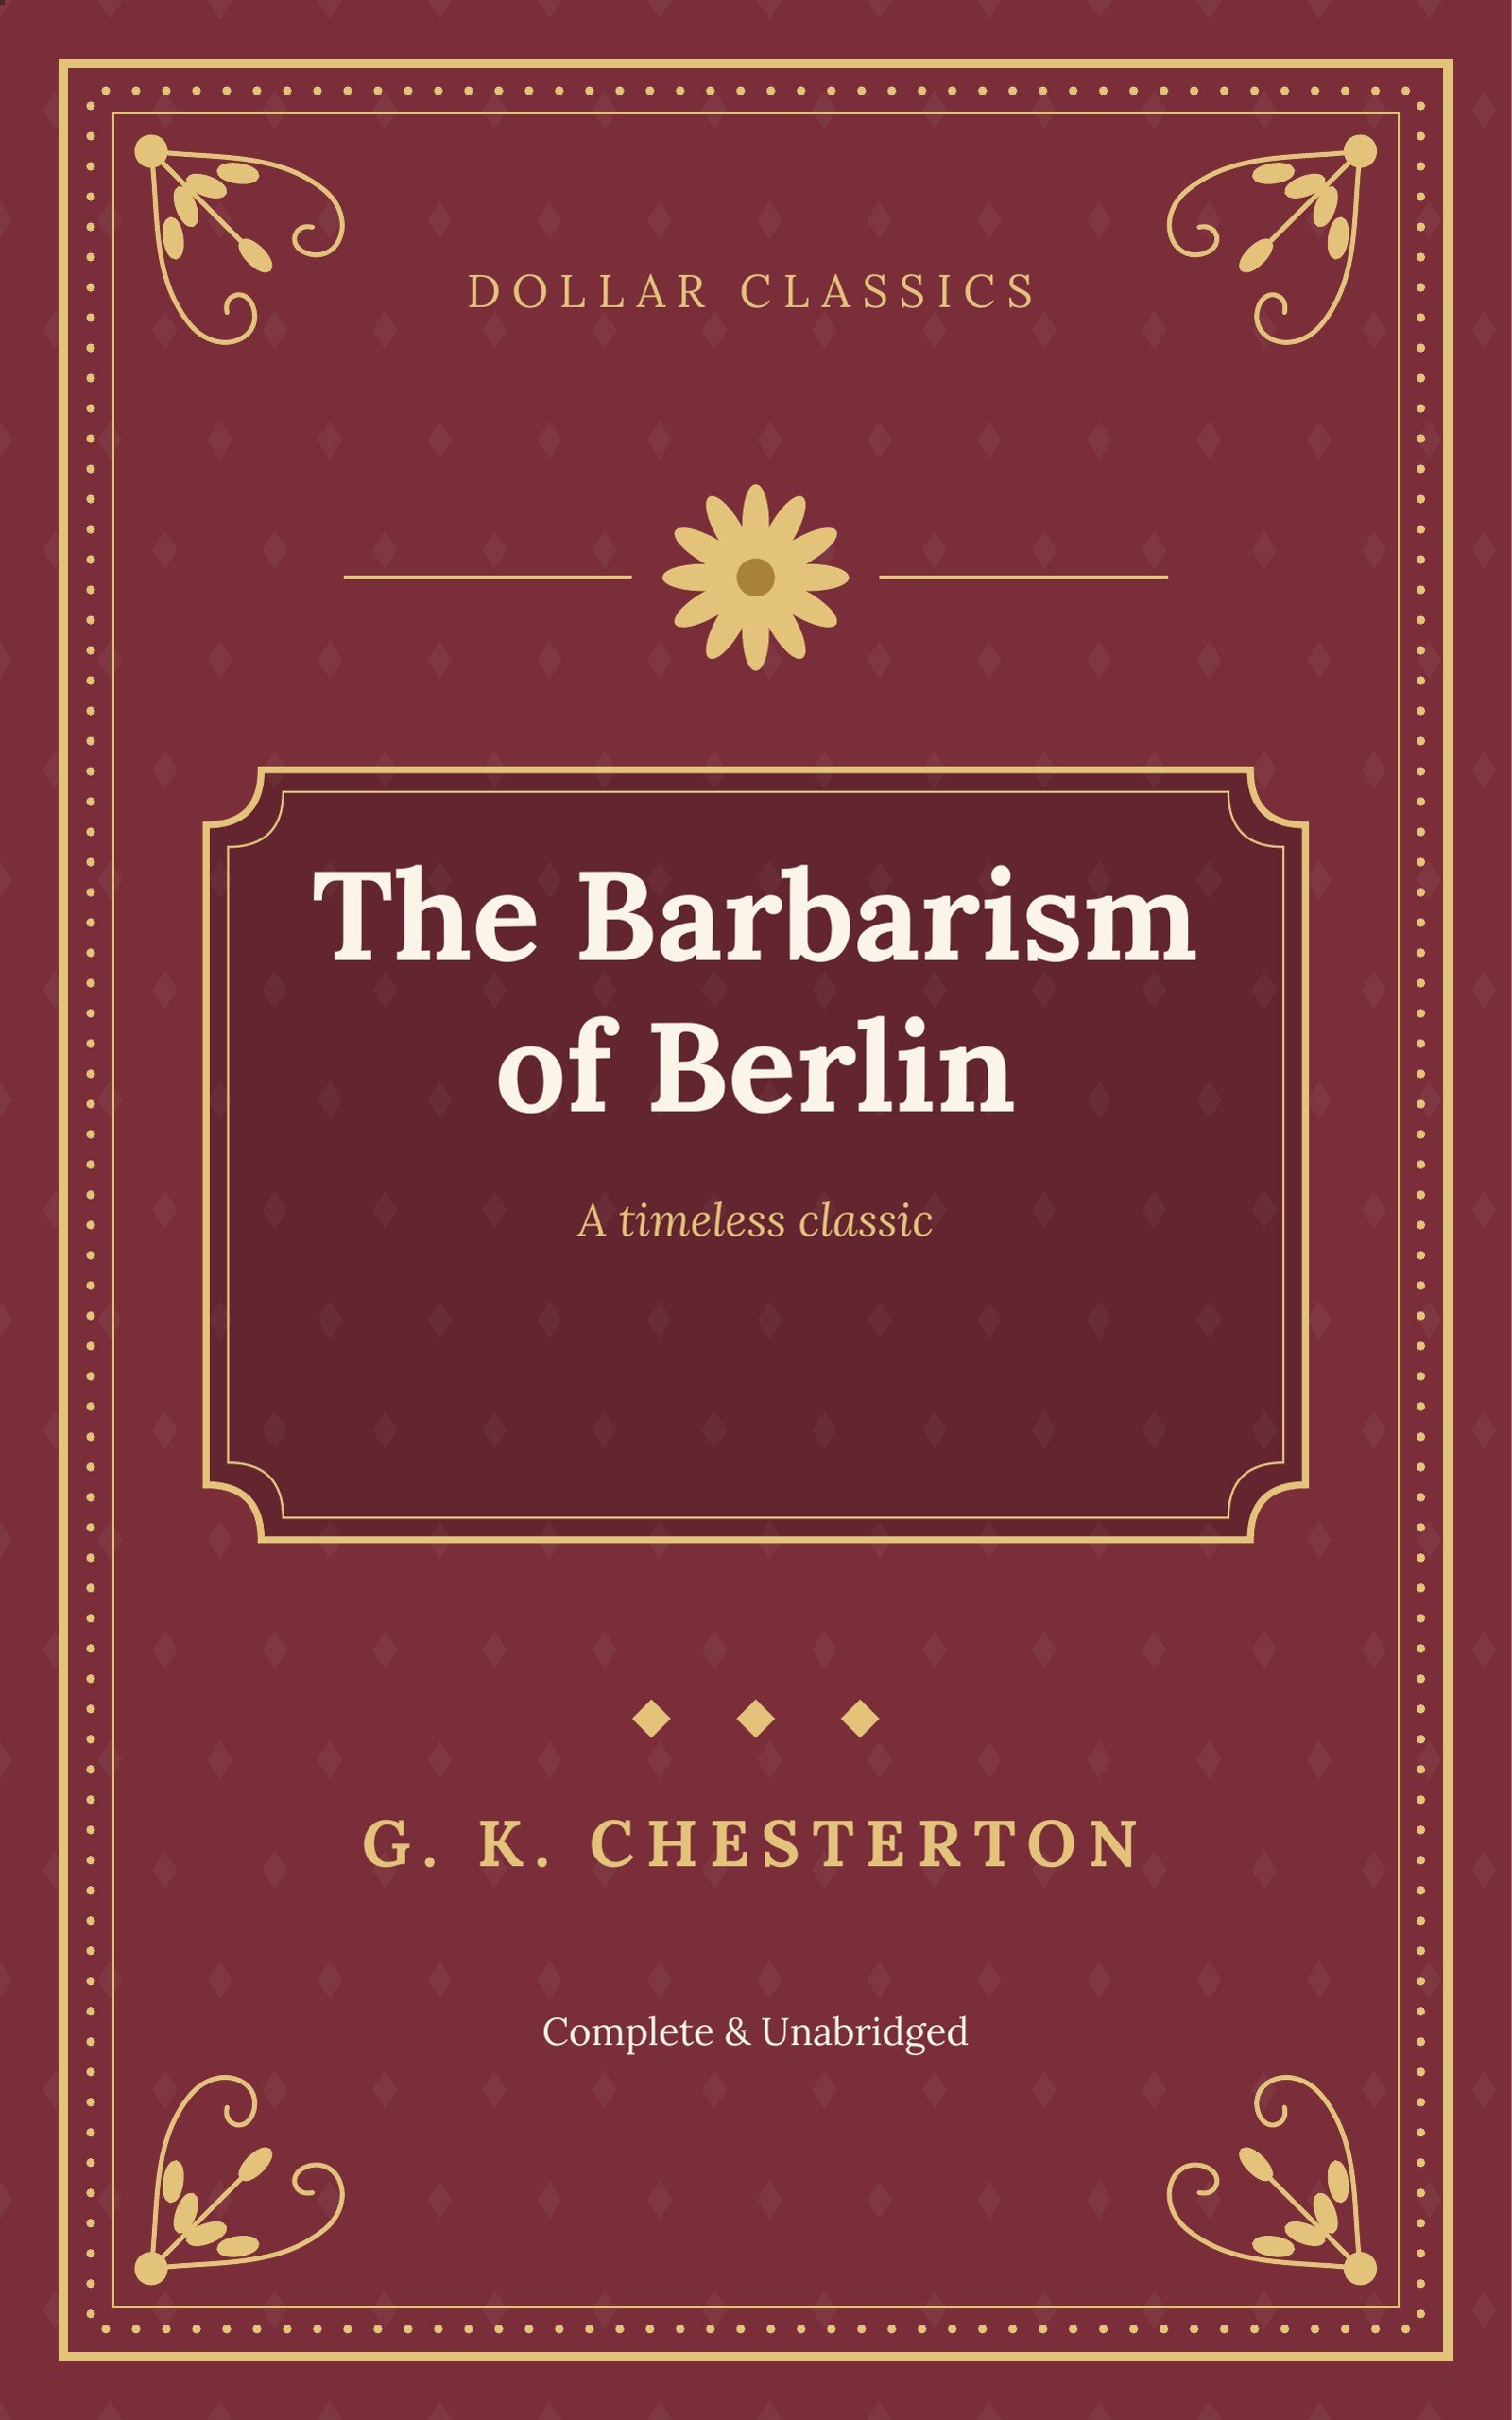 DOLLAR CLASSICS
The Barbarism
of Berlin
A timeless classic
G. K. CHESTERTON
Complete & Unabridged